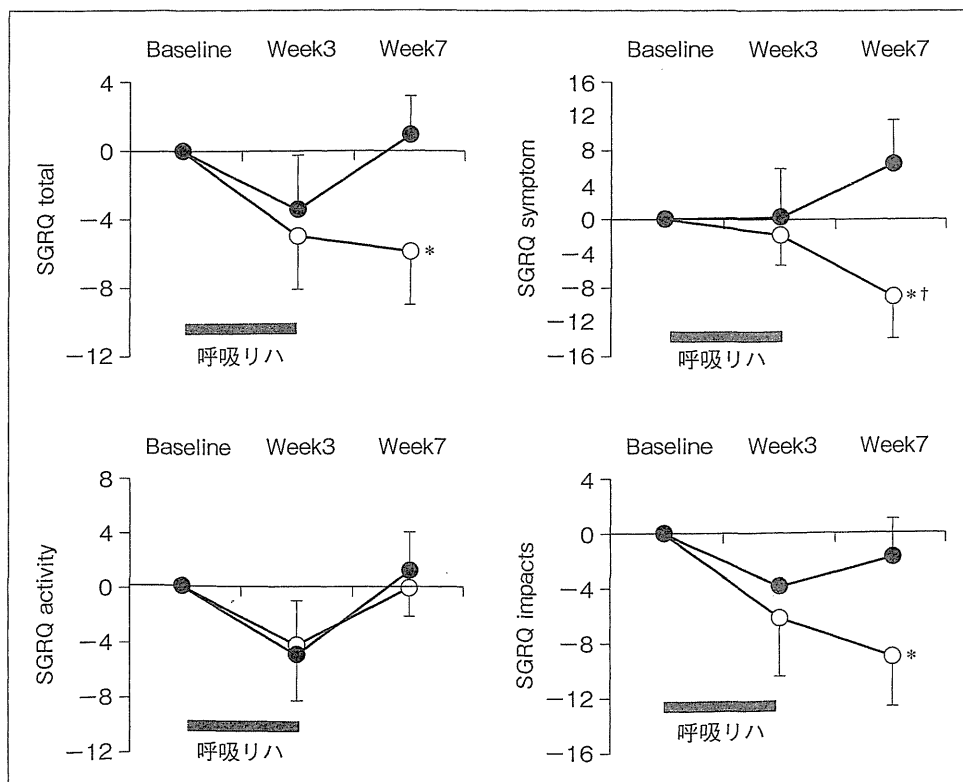 Baseline Week3 Week7
4
0
−4
−8
−12
SGRQ total
*
呼吸リハ
Baseline Week3 Week7
16
12
8
4
0
−4
−8
−12
−16
SGRQ symptom
*†
呼吸リハ
Baseline Week3 Week7
8
4
0
−4
−8
−12
SGRQ activity
呼吸リハ
Baseline Week3 Week7
4
0
−4
−8
−12
−16
SGRQ impacts
*
呼吸リハ